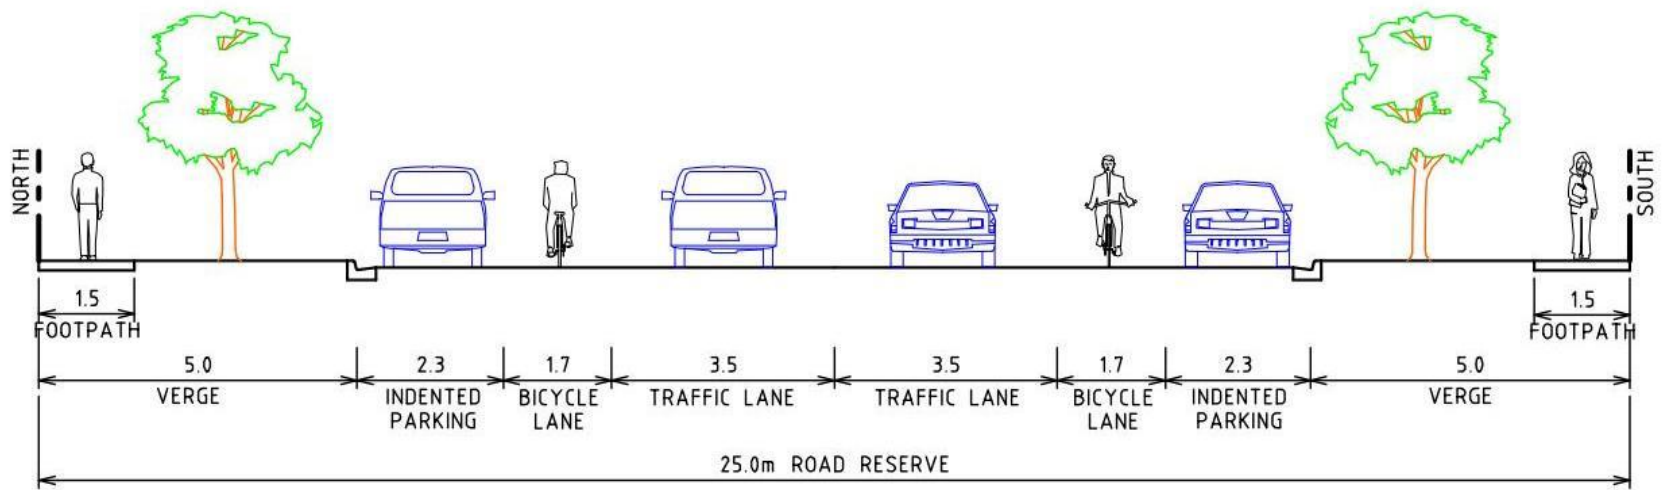 NORTH
SOUTH
1.5
FOOTPATH
1.5
FOOTPATH
5.0
VERGE
2.3
INDENTED
PARKING
1.7
BICYCLE
LANE
3.5
TRAFFIC LANE
3.5
TRAFFIC LANE
1.7
BICYCLE
LANE
2.3
INDENTED
PARKING
5.0
VERGE
25.0m ROAD RESERVE